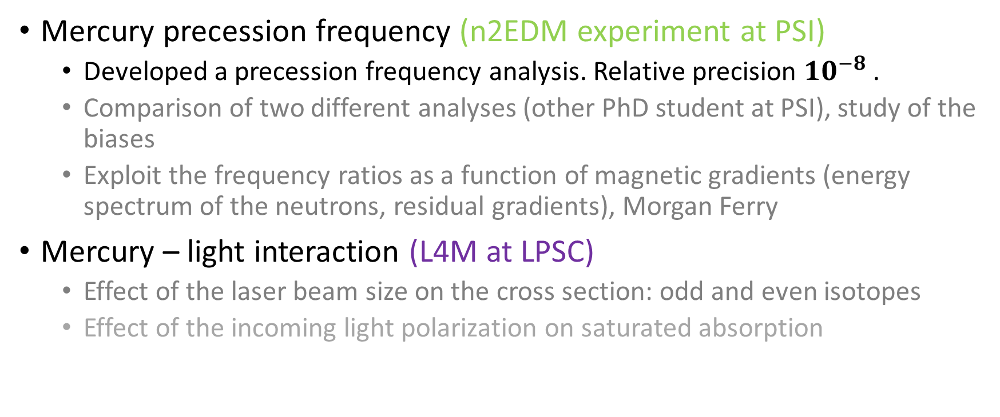 • Mercury precession frequency (n2EDM experiment at PSI)
• Developed a precession frequency analysis. Relative precision 10⁻⁸ .
• Comparison of two different analyses (other PhD student at PSI), study of the
biases
• Exploit the frequency ratios as a function of magnetic gradients (energy
spectrum of the neutrons, residual gradients), Morgan Ferry
• Mercury – light interaction (L4M at LPSC)
• Effect of the laser beam size on the cross section: odd and even isotopes
• Effect of the incoming light polarization on saturated absorption